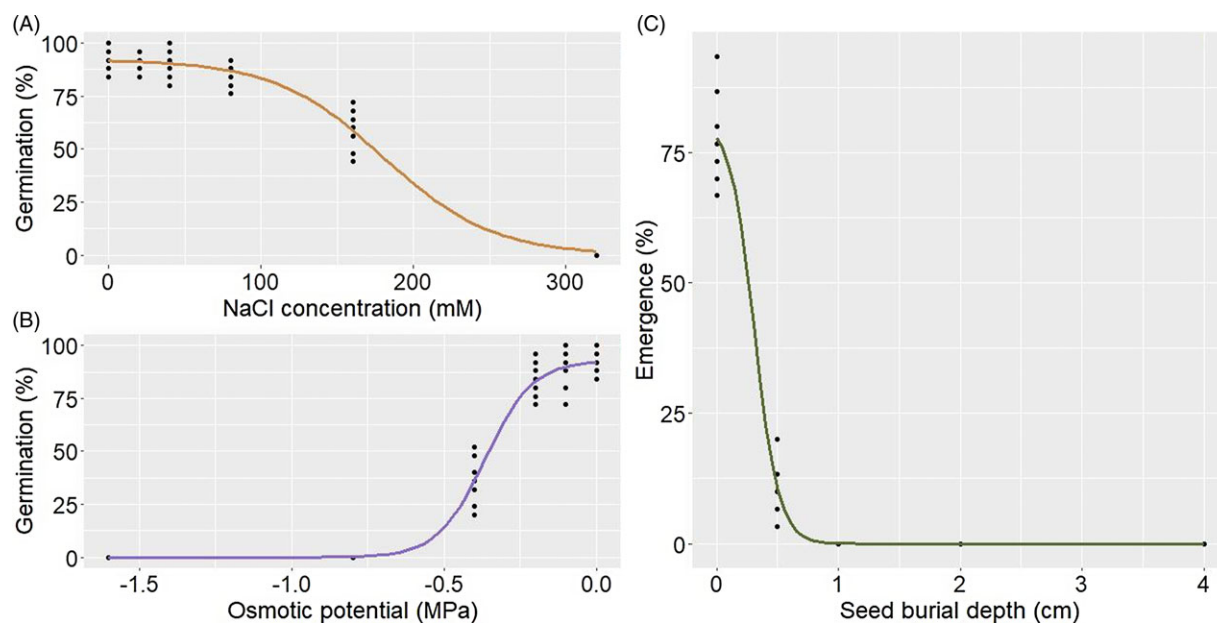 (A)
100
75
50
25
0
Germination (%)
0 100 200 300
NaCl concentration (mM)
(B)
100
75
50
25
0
Germination (%)
-1.5 -1.0 -0.5 0.0
Osmotic potential (MPa)
(C)
75
50
25
0
Emergence (%)
0 1 2 3 4
Seed burial depth (cm)